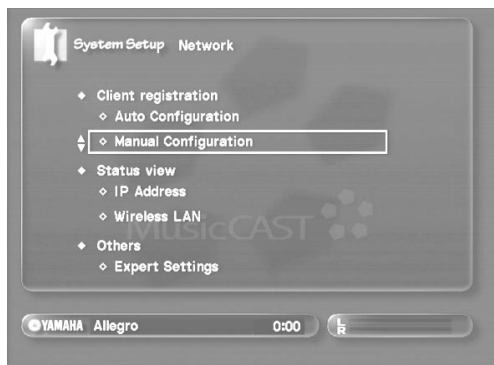 System Setup Network
Client registration
Auto Configuration
Manual Configuration
Status view
IP Address
Wireless LAN
MusicCAST
Others
Expert Settings
YAMAHA Allegro 0:00 L R